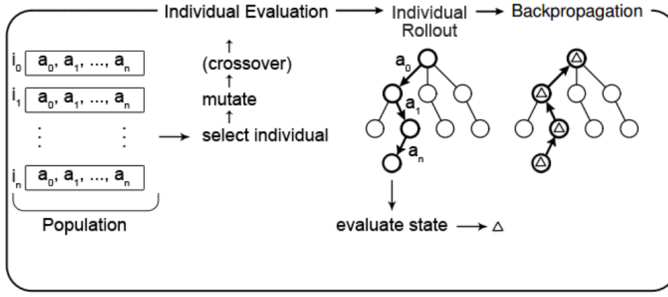 Individual Evaluation
Individual
Rollout
Backpropagation
i0 a0, a1, ..., an
i1 a0, a1, ..., an
in a0, a1, ..., an
Population
(crossover)
mutate
select individual
a0
a1
an
evaluate state → △